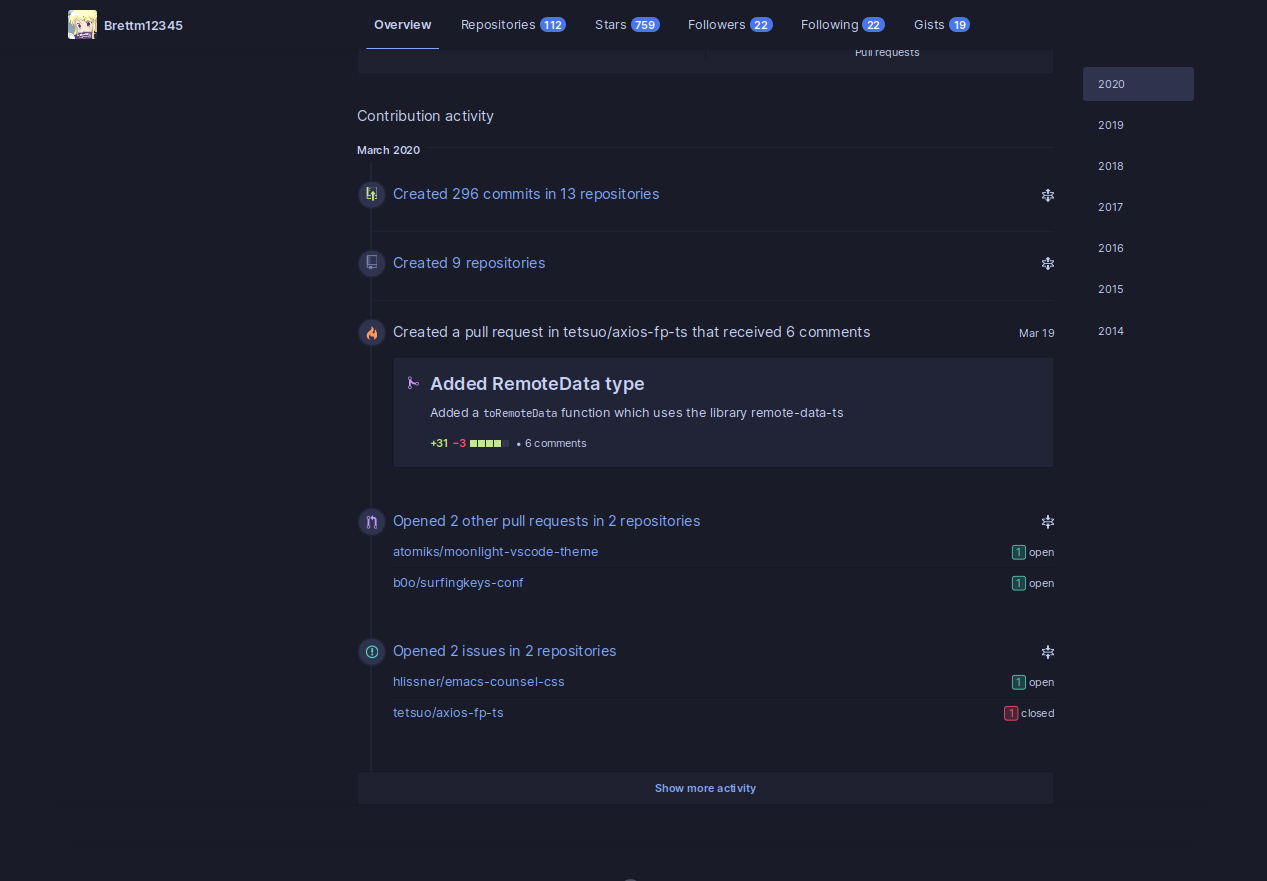 Brettm12345
Overview Repositories 112 Stars 759 Followers 22 Following 22 Gists 19
Pull requests
2020
2019
2018
2017
2016
2015
2014
Contribution activity
March 2020
Created 296 commits in 13 repositories
Created 9 repositories
Created a pull request in tetsuo/axios-fp-ts that received 6 comments Mar 19
Added RemoteData type
Added a toRemoteData function which uses the library remote-data-ts
+31 −3 • 6 comments
Opened 2 other pull requests in 2 repositories
atomiks/moonlight-vscode-theme 1 open
b0o/surfingkeys-conf 1 open
Opened 2 issues in 2 repositories
hlissner/emacs-counsel-css 1 open
tetsuo/axios-fp-ts 1 closed
Show more activity